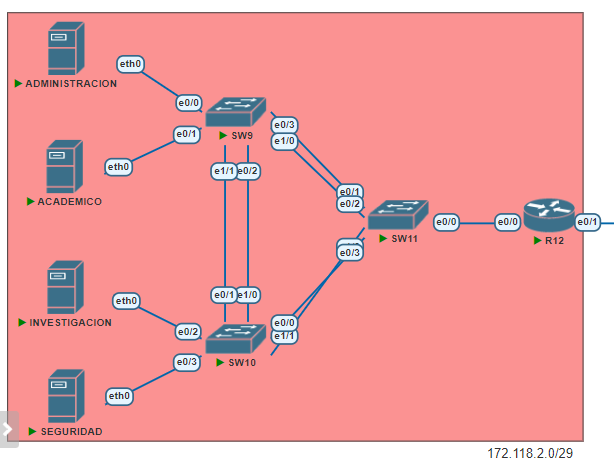 ADMINISTRACION
eth0
e0/0
e0/1
eth0
ACADEMICO
SW9
e0/3
e1/0
e1/1
e0/2
e0/1
e0/2
SW11
e0/0
e0/0
R12
e0/1
e0/1
e1/0
INVESTIGACION
eth0
e0/2
e0/3
eth0
SEGURIDAD
SW10
e0/0
e1/1
e0/3
172.118.2.0/29